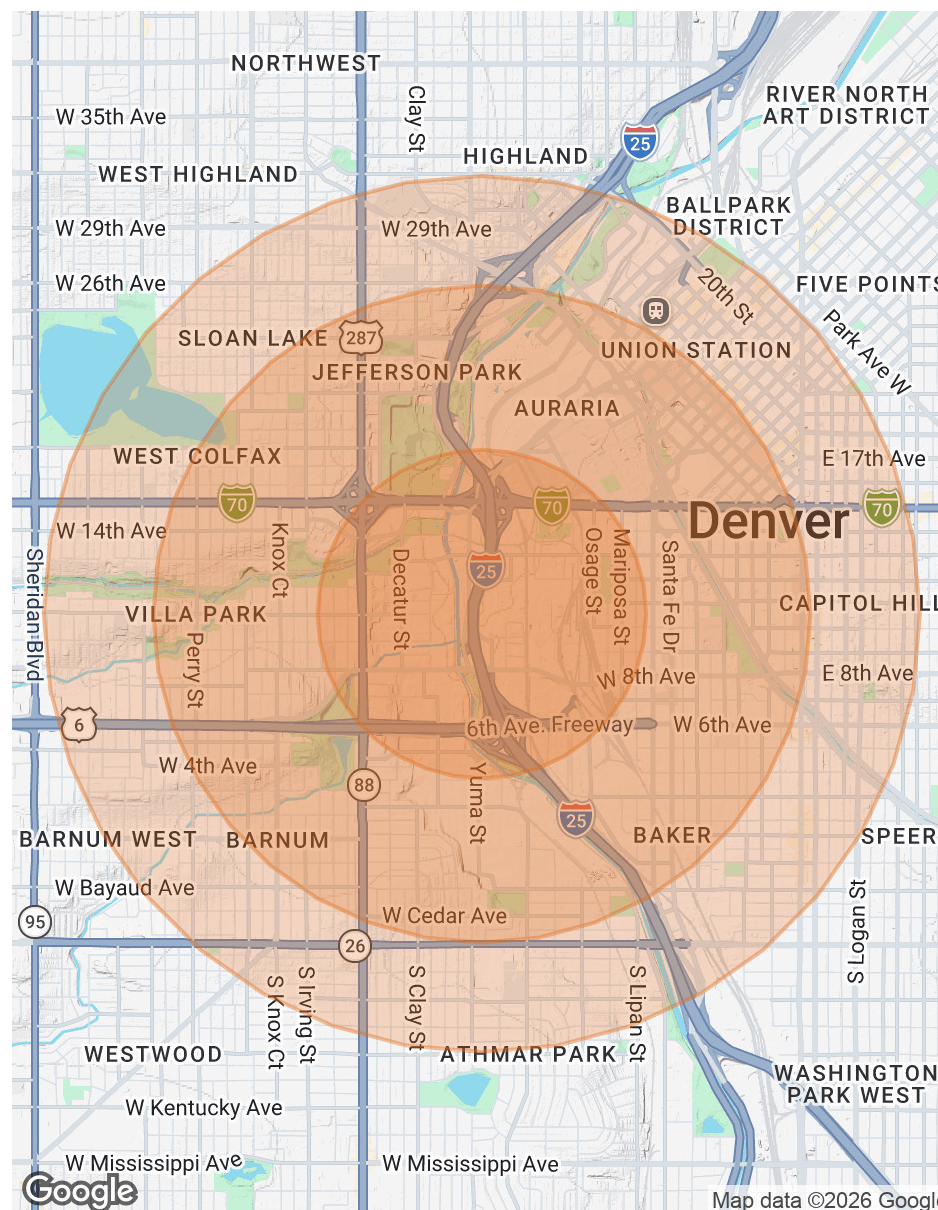 NORTHWEST
Clay St
W 35th Ave
RIVER NORTH
ART DISTRICT
25
HIGHLAND
WEST HIGHLAND
W 29th Ave
W 29th Ave
BALLPARK
DISTRICT
W 26th Ave
20th St
FIVE POINTS
SLOAN LAKE
287
UNION STATION
Park Ave W
JEFFERSON PARK
AURARIA
WEST COLFAX
E 17th Ave
70
70
70
Denver
W 14th Ave
Knox Ct
Sheridan Blvd
Decatur St
25
Osage St
Mariposa St
Santa Fe Dr
VILLA PARK
CAPITOL HILL
Perry St
W 8th Ave
E 8th Ave
6
6th Ave. Freeway
W 6th Ave
W 4th Ave
88
Yuma St
25
BARNUM WEST
BARNUM
BAKER
SPEER
W Bayaud Ave
95
W Cedar Ave
26
S Logan St
S Knox Ct
S Irving St
S Clay St
S Lipan St
WESTWOOD
ATHMAR PARK
WASHINGTON
PARK WEST
W Kentucky Ave
W Mississippi Ave
W Mississippi Ave
Google
Map data ©2026 Google